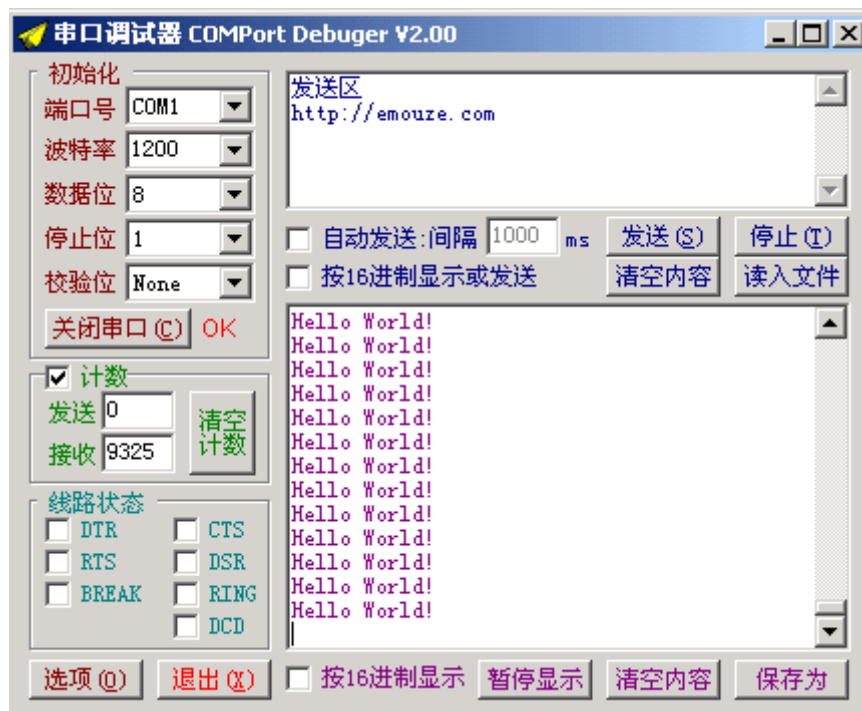 串口调试器 COMPort Debuger V2.00
初始化
端口号 COM1
波特率 1200
数据位 8
停止位 1
校验位 None
关闭串口(C) OK
计数
发送 0
接收 9325
清空
计数
线路状态
DTR CTS
RTS DSR
BREAK RING
DCD
选项(O) 退出(X)
发送区
http://emouze.com
自动发送:间隔 1000 ms 发送(S) 停止(T)
按16进制显示或发送 清空内容 读入文件
Hello World!
Hello World!
Hello World!
Hello World!
Hello World!
Hello World!
Hello World!
Hello World!
Hello World!
Hello World!
Hello World!
Hello World!
Hello World!
按16进制显示 暂停显示 清空内容 保存为